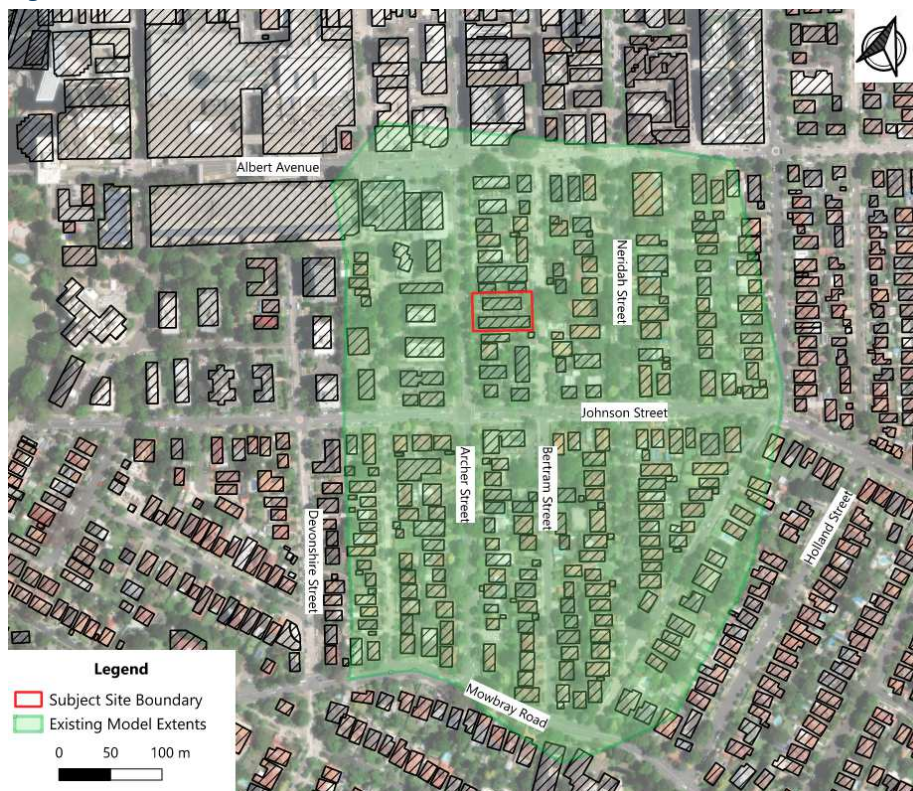 Albert Avenue
Neridah Street
Johnson Street
Archer Street
Bertram Street
Devonshire Street
Holland Street
Mowbray Road
Legend
Subject Site Boundary
Existing Model Extents
0 50 100 m